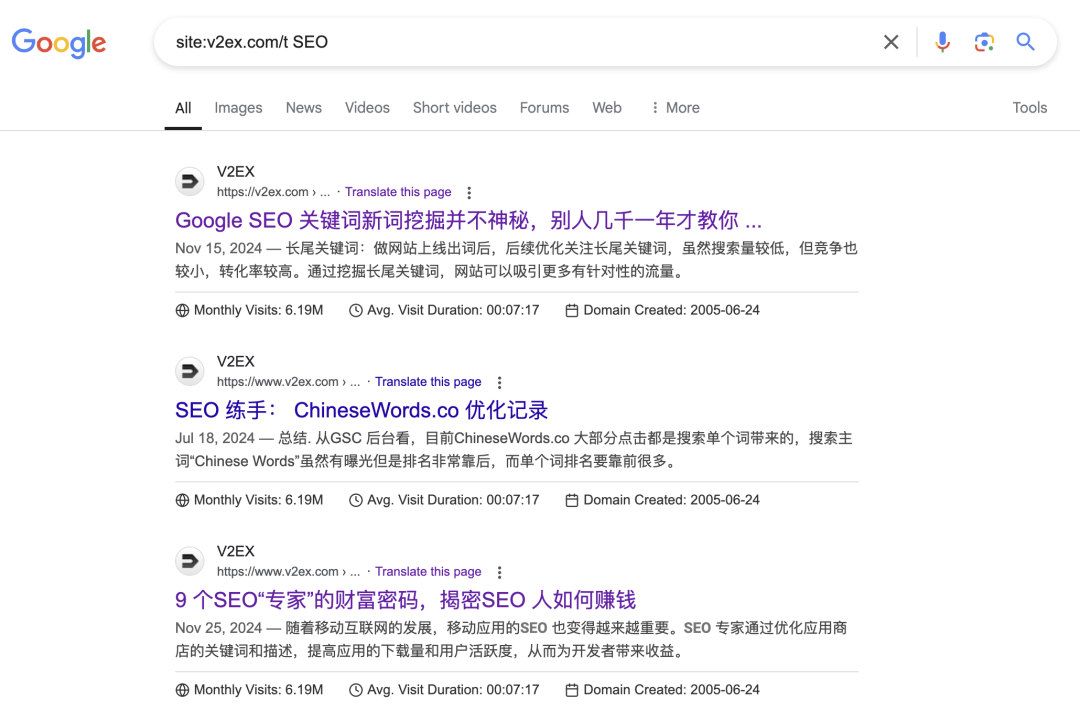 Google
site:v2ex.com/t SEO
All Images News Videos Short videos Forums Web More Tools
V2EX
https://v2ex.com › ... · Translate this page
Google SEO 关键词新词挖掘并不神秘，别人几千一年才教你 ...
Nov 15, 2024 — 长尾关键词：做网站上线出词后，后续优化关注长尾关键词，虽然搜索量较低，但竞争也
较小，转化率较高。通过挖掘长尾关键词，网站可以吸引更多有针对性的流量。
Monthly Visits: 6.19M Avg. Visit Duration: 00:07:17 Domain Created: 2005-06-24
V2EX
https://www.v2ex.com › ... · Translate this page
SEO 练手： ChineseWords.co 优化记录
Jul 18, 2024 — 总结. 从GSC 后台看，目前ChineseWords.co 大部分点击都是搜索单个词带来的，搜索主
词“Chinese Words”虽然有曝光但是排名非常靠后，而单个词排名要靠前很多。
Monthly Visits: 6.19M Avg. Visit Duration: 00:07:17 Domain Created: 2005-06-24
V2EX
https://www.v2ex.com › ... · Translate this page
9 个SEO“专家”的财富密码，揭密SEO 人如何赚钱
Nov 25, 2024 — 随着移动互联网的发展，移动应用的SEO 也变得越来越重要。SEO 专家通过优化应用商
店的关键词和描述，提高应用的下载量和用户活跃度，从而为开发者带来收益。
Monthly Visits: 6.19M Avg. Visit Duration: 00:07:17 Domain Created: 2005-06-24